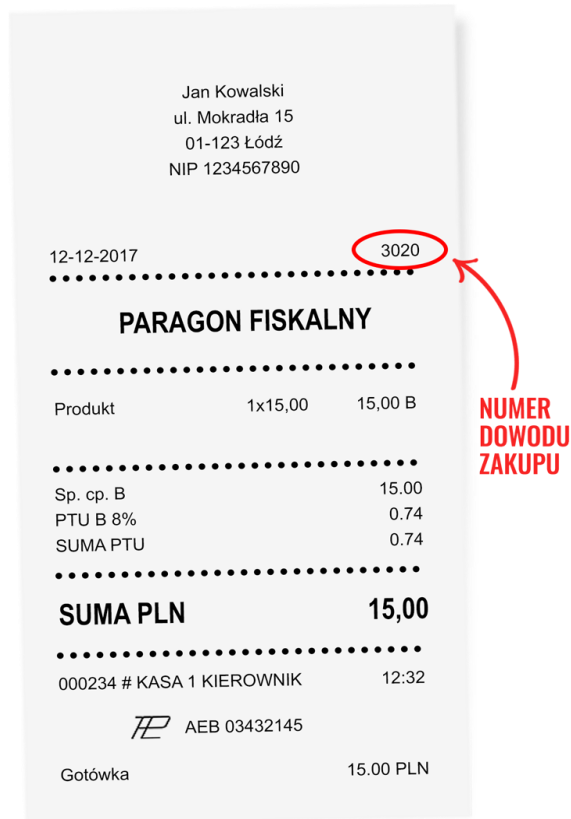 Jan Kowalski
ul. Mokradła 15
01-123 Łódź
NIP 1234567890
12-12-2017 3020
PARAGON FISKALNY
Produkt 1x15,00 15,00 B
NUMER
DOWODU
ZAKUPU
Sp. cp. B 15.00
PTU B 8% 0.74
SUMA PTU 0.74
SUMA PLN 15,00
000234 # KASA 1 KIEROWNIK 12:32
AEB 03432145
Gotówka 15.00 PLN